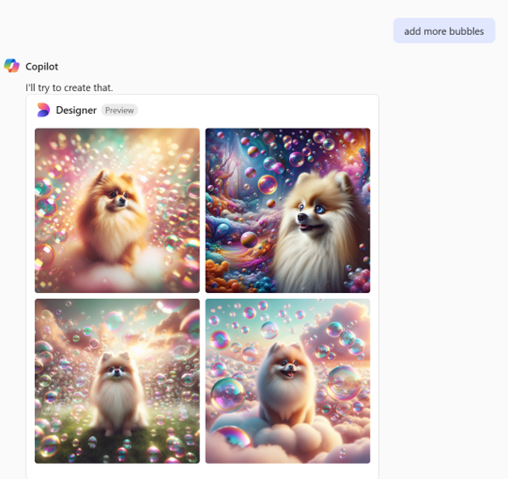 add more bubbles
Copilot
I'll try to create that.
Designer Preview